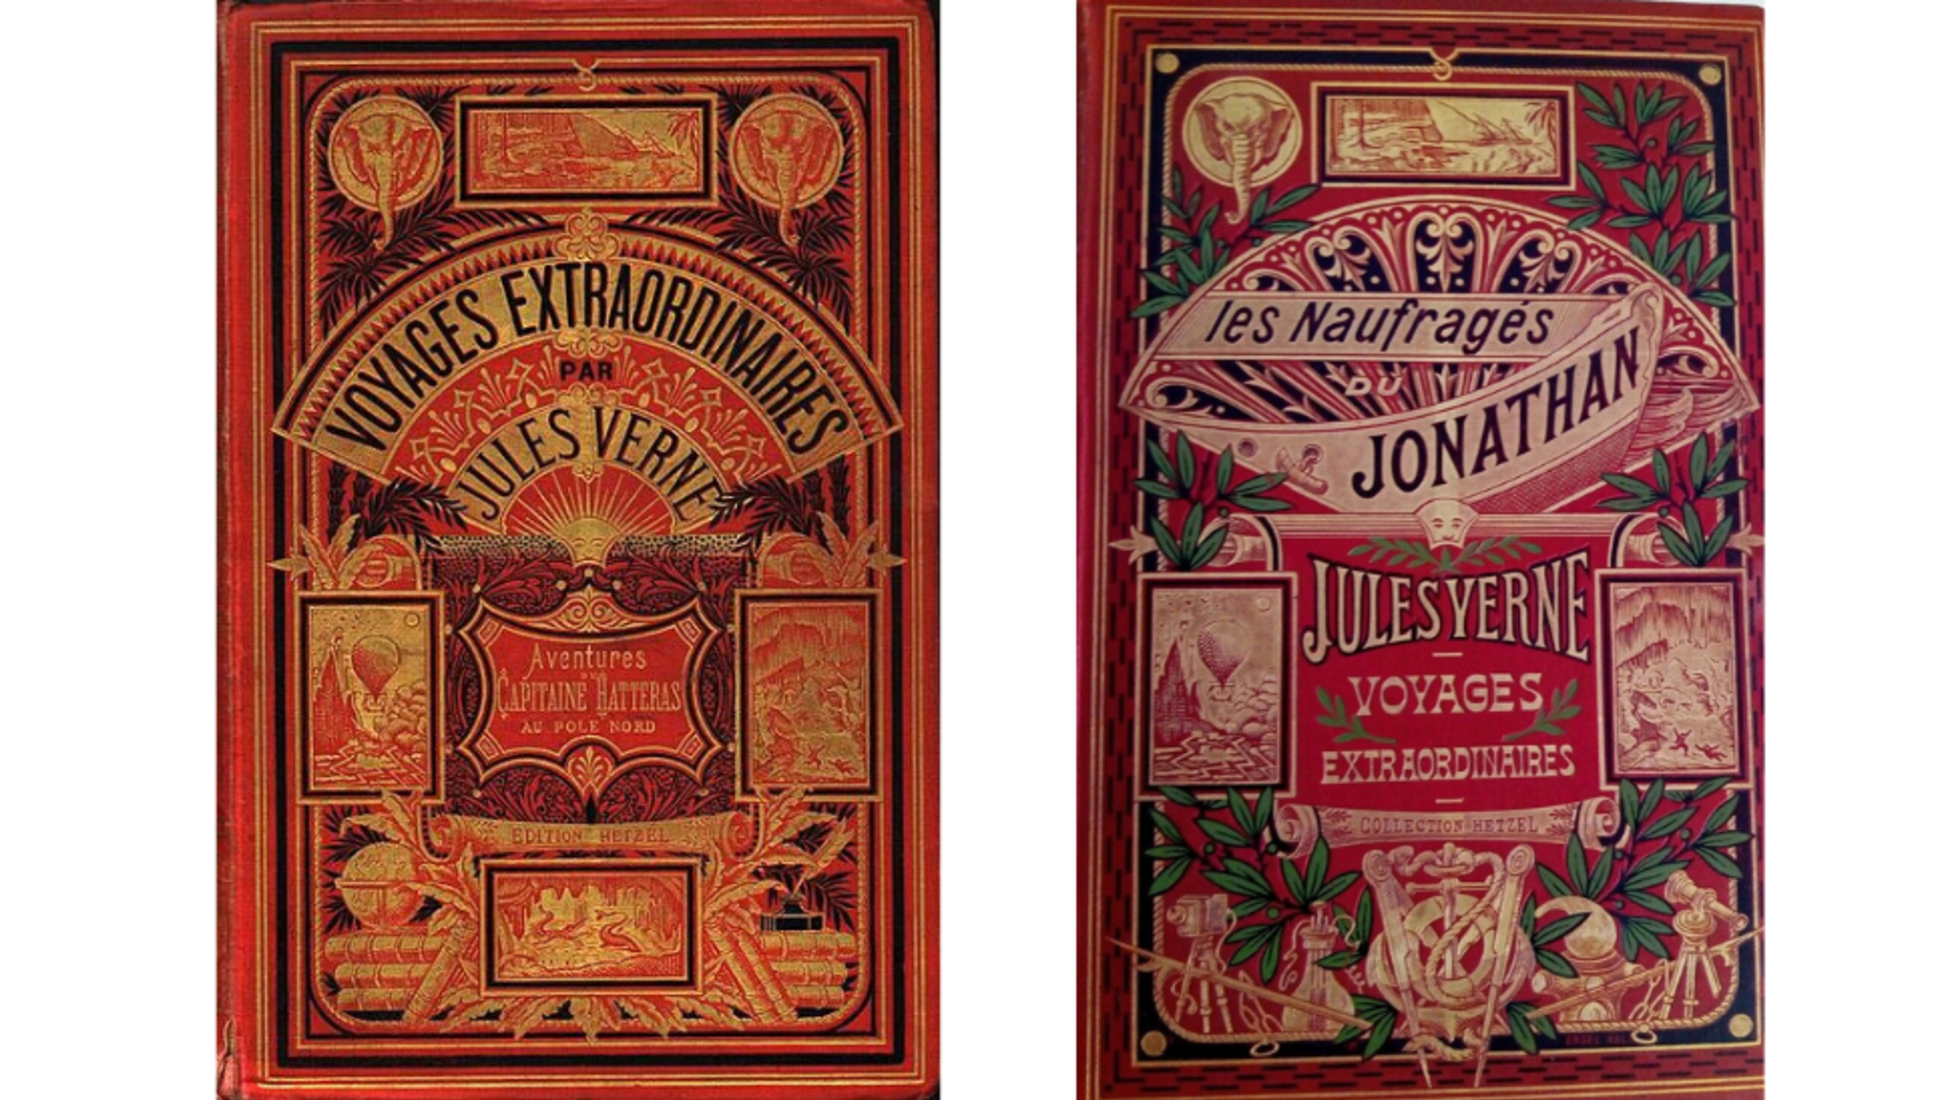 VOYAGES EXTRAORDINAIRES
PAR
JULES VERNE
Aventures
DU
CAPITAINE HATTERAS
AU POLE NORD
EDITION HETZEL
les Naufragés
DU
JONATHAN
JULES VERNE
VOYAGES
EXTRAORDINAIRES
COLLECTION HETZEL